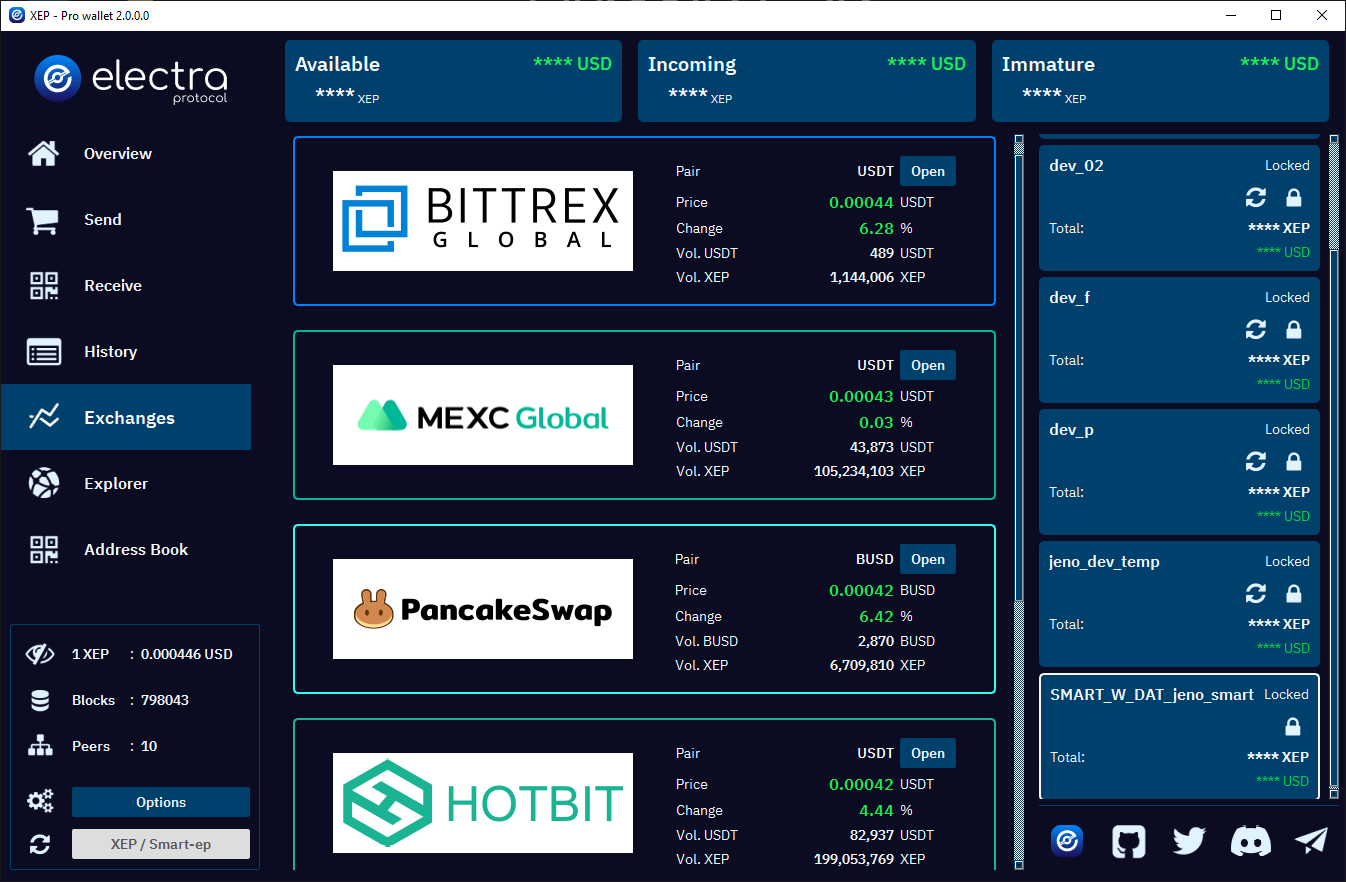 XEP - Pro wallet 2.0.0.0
electra
protocol
Overview
Send
Receive
History
Exchanges
Explorer
Address Book
1 XEP : 0.000446 USD
Blocks : 798043
Peers : 10
Options
XEP / Smart-ep
Available **** USD
**** XEP
Incoming **** USD
**** XEP
Immature **** USD
**** XEP
BITTREX
GLOBAL
Pair USDT Open
Price 0.00044 USDT
Change 6.28 %
Vol. USDT 489 USDT
Vol. XEP 1,144,006 XEP
MEXC Global
Pair USDT Open
Price 0.00043 USDT
Change 0.03 %
Vol. USDT 43,873 USDT
Vol. XEP 105,234,103 XEP
PancakeSwap
Pair BUSD Open
Price 0.00042 BUSD
Change 6.42 %
Vol. BUSD 2,870 BUSD
Vol. XEP 6,709,810 XEP
HOTBIT
Pair USDT Open
Price 0.00042 USDT
Change 4.44 %
Vol. USDT 82,937 USDT
Vol. XEP 199,053,769 XEP
dev_02 Locked
Total: **** XEP
**** USD
dev_f Locked
Total: **** XEP
**** USD
dev_p Locked
Total: **** XEP
**** USD
jeno_dev_temp Locked
Total: **** XEP
**** USD
SMART_W_DAT_jeno_smart Locked
Total: **** XEP
**** USD